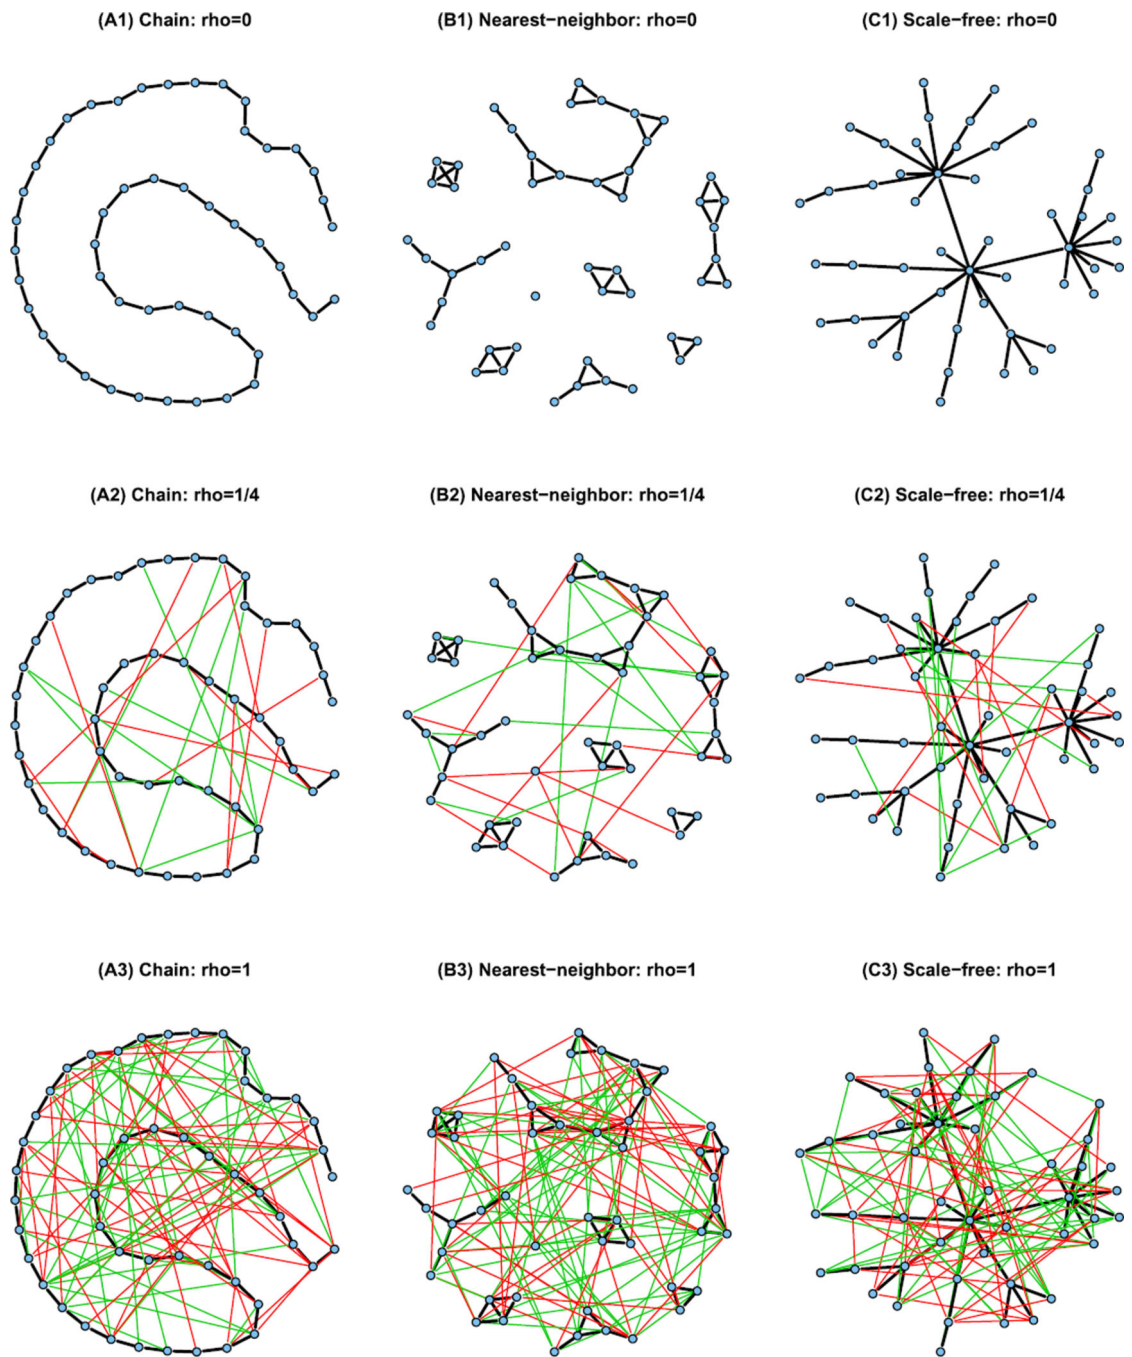 (A1) Chain: rho=0
(B1) Nearest−neighbor: rho=0
(C1) Scale−free: rho=0
(A2) Chain: rho=1/4
(B2) Nearest−neighbor: rho=1/4
(C2) Scale−free: rho=1/4
(A3) Chain: rho=1
(B3) Nearest−neighbor: rho=1
(C3) Scale−free: rho=1